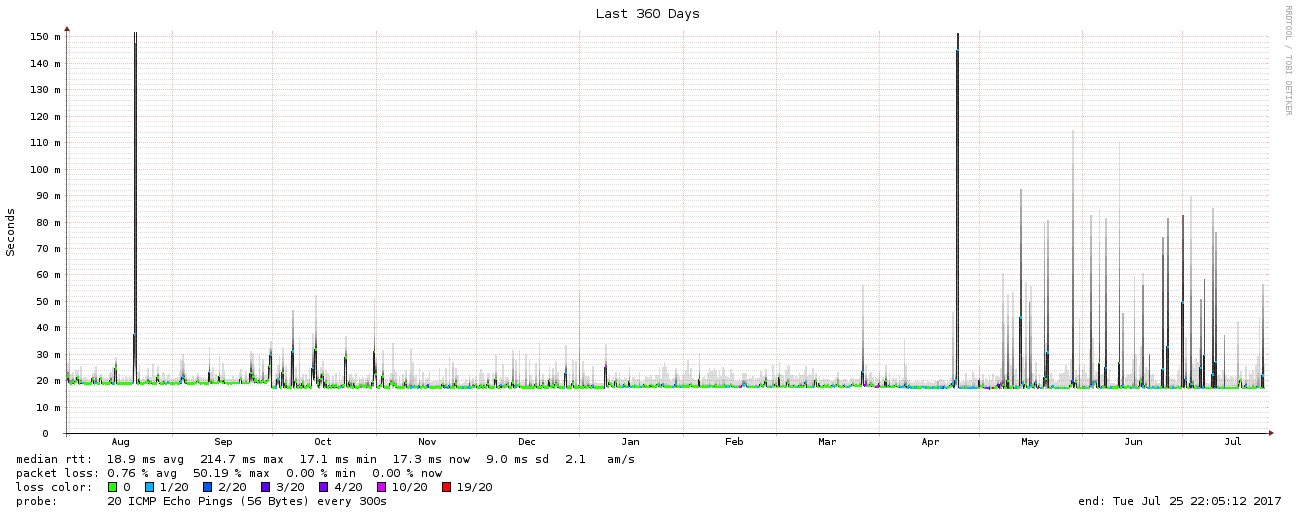 Last 360 Days
RRDTOOL / TOBI OETIKER
Seconds
150 m
140 m
130 m
120 m
110 m
100 m
90 m
80 m
70 m
60 m
50 m
40 m
30 m
20 m
10 m
0
Aug Sep Oct Nov Dec Jan Feb Mar Apr May Jun Jul
median rtt: 18.9 ms avg 214.7 ms max 17.1 ms min 17.3 ms now 9.0 ms sd 2.1 am/s
packet loss: 0.76 % avg 50.19 % max 0.00 % min 0.00 % now
loss color: 0 1/20 2/20 3/20 4/20 10/20 19/20
probe: 20 ICMP Echo Pings (56 Bytes) every 300s end: Tue Jul 25 22:05:12 2017